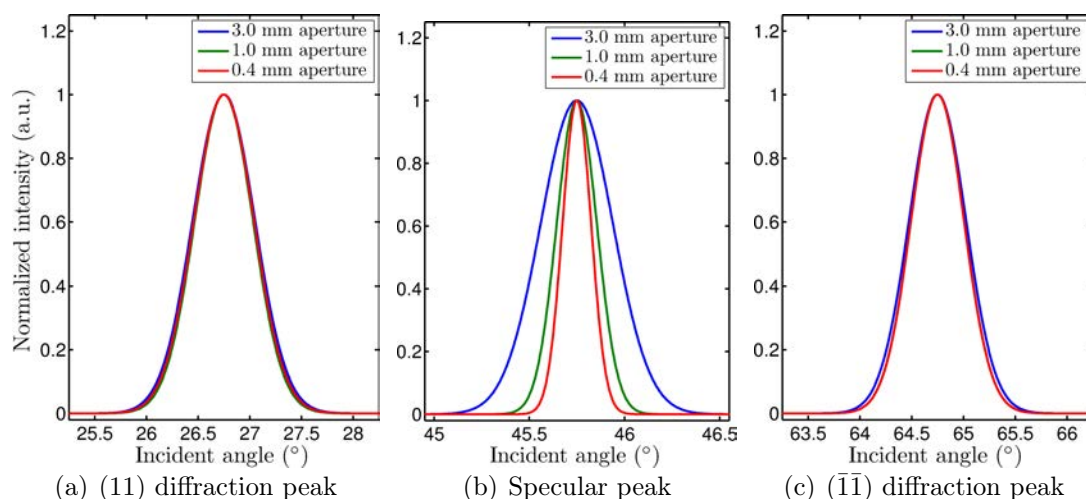 Normalized intensity (a.u.)
1.2
1
0.8
0.6
0.4
0.2
0
3.0 mm aperture
1.0 mm aperture
0.4 mm aperture
25.5 26 26.5 27 27.5 28
Incident angle (°)
(a) (11) diffraction peak
1.2
1
0.8
0.6
0.4
0.2
0
3.0 mm aperture
1.0 mm aperture
0.4 mm aperture
45 45.5 46 46.5
Incident angle (°)
(b) Specular peak
1.2
1
0.8
0.6
0.4
0.2
0
3.0 mm aperture
1.0 mm aperture
0.4 mm aperture
63.5 64 64.5 65 65.5 66
Incident angle (°)
(c) (1̄1̄) diffraction peak